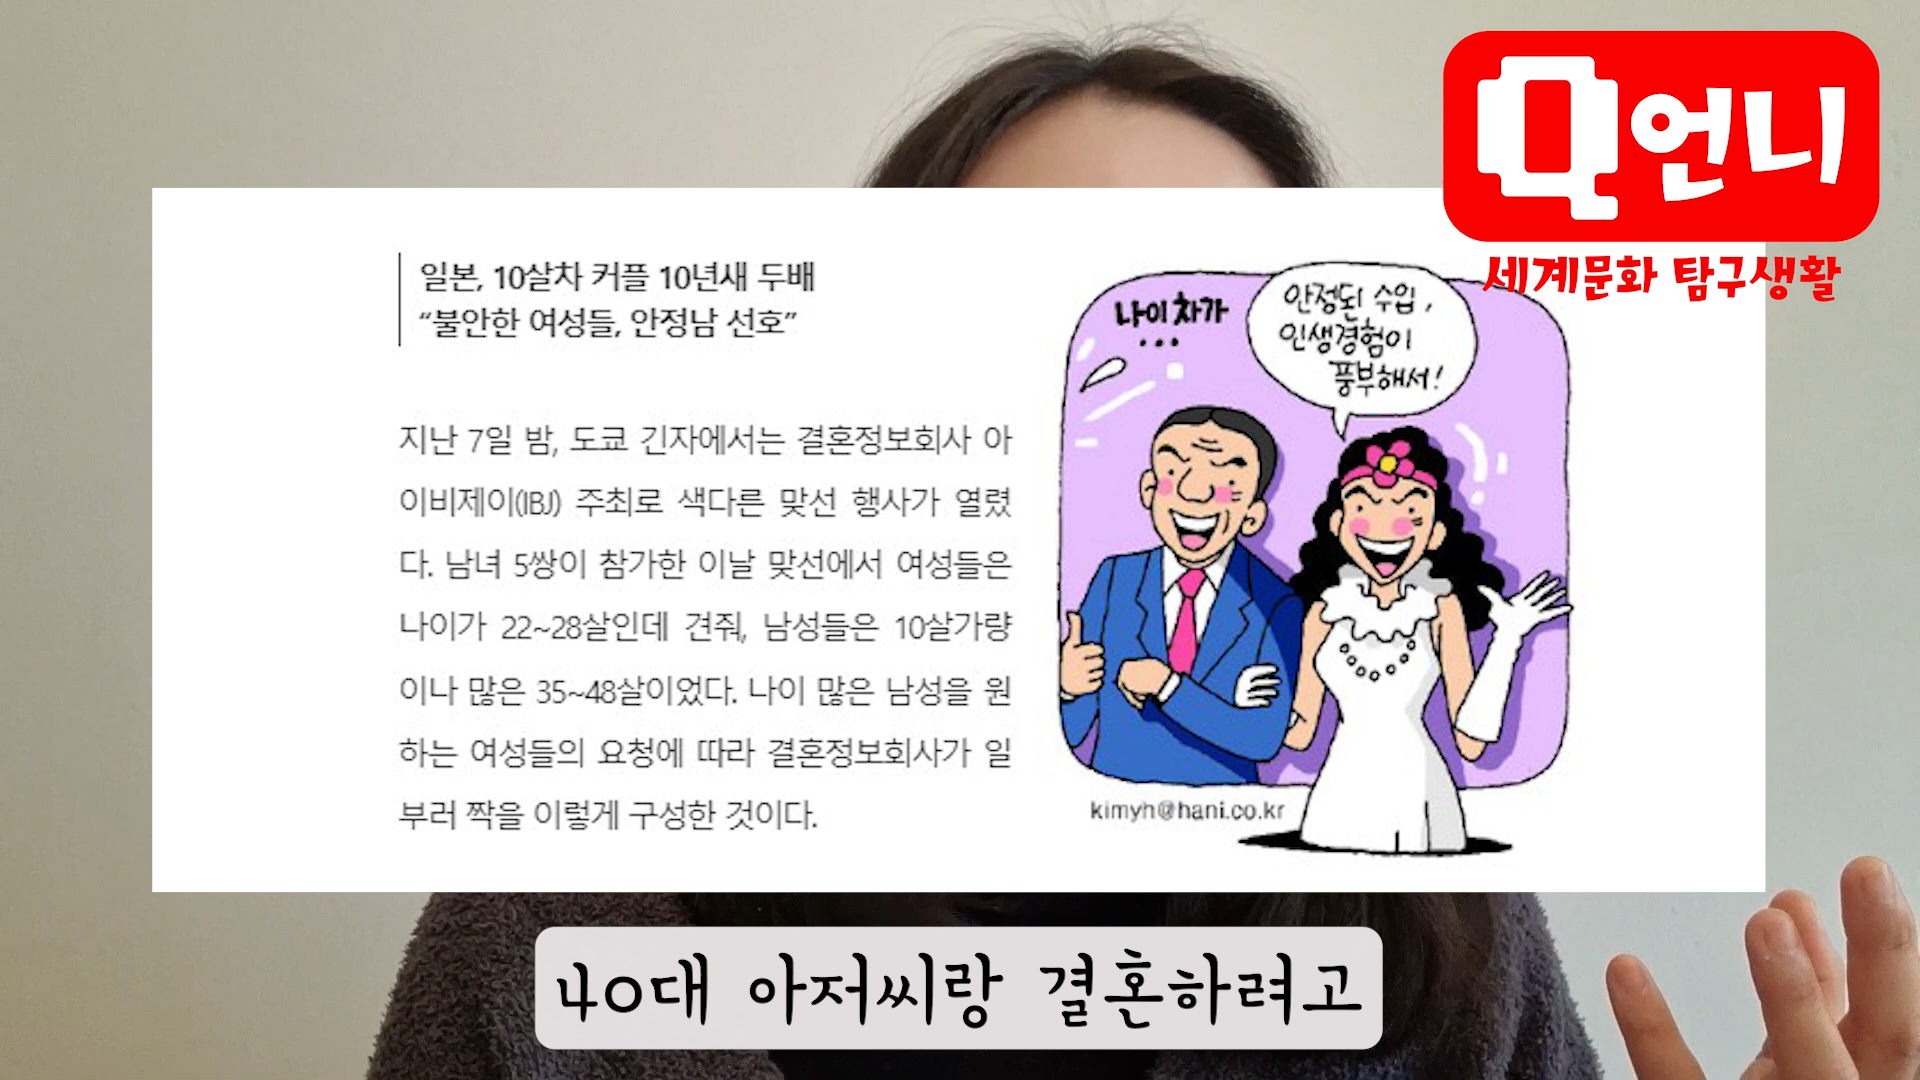 Q언니
세계문화 탐구생활
일본, 10살차 커플 10년새 두배
“불안한 여성들, 안정남 선호”
지난 7일 밤, 도쿄 긴자에서는 결혼정보회사 아
이비제이(IBJ) 주최로 색다른 맞선 행사가 열렸
다. 남녀 5쌍이 참가한 이날 맞선에서 여성들은
나이가 22~28살인데 견줘, 남성들은 10살가량
이나 많은 35~48살이었다. 나이 많은 남성을 원
하는 여성들의 요청에 따라 결혼정보회사가 일
부러 짝을 이렇게 구성한 것이다.
나이 차가
...
안정된 수입,
인생경험이
풍부해서!
kimyh@hani.co.kr
40대 아저씨랑 결혼하려고